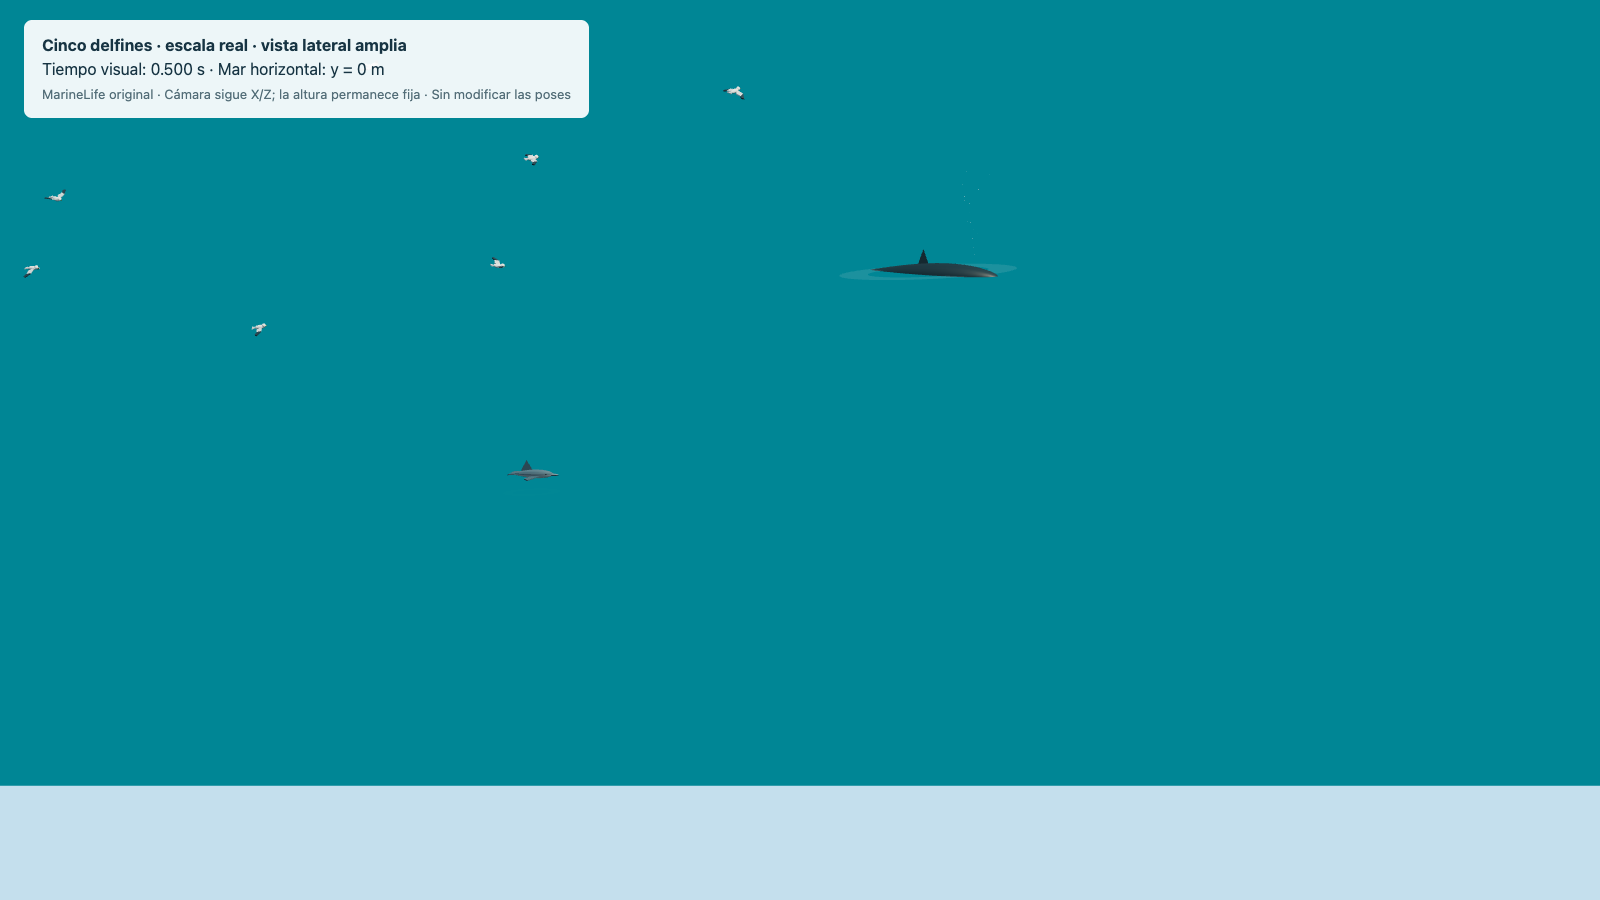 Cinco delfines · escala real · vista lateral amplia
Tiempo visual: 0.500 s · Mar horizontal: y = 0 m
MarineLife original · Cámara sigue X/Z; la altura permanece fija · Sin modificar las poses